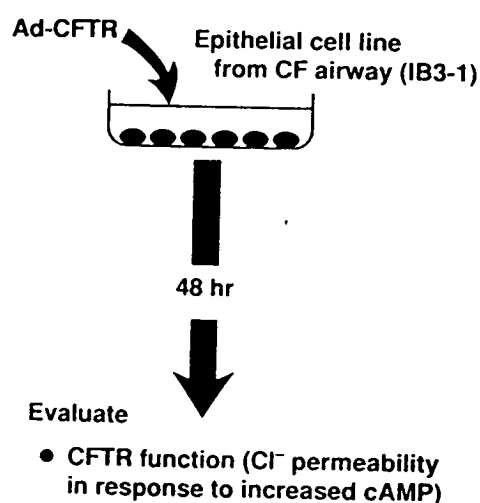 Ad-CFTR
Epithelial cell line
from CF airway (IB3-1)
48 hr
Evaluate
● CFTR function (Cl⁻ permeability
in response to increased cAMP)